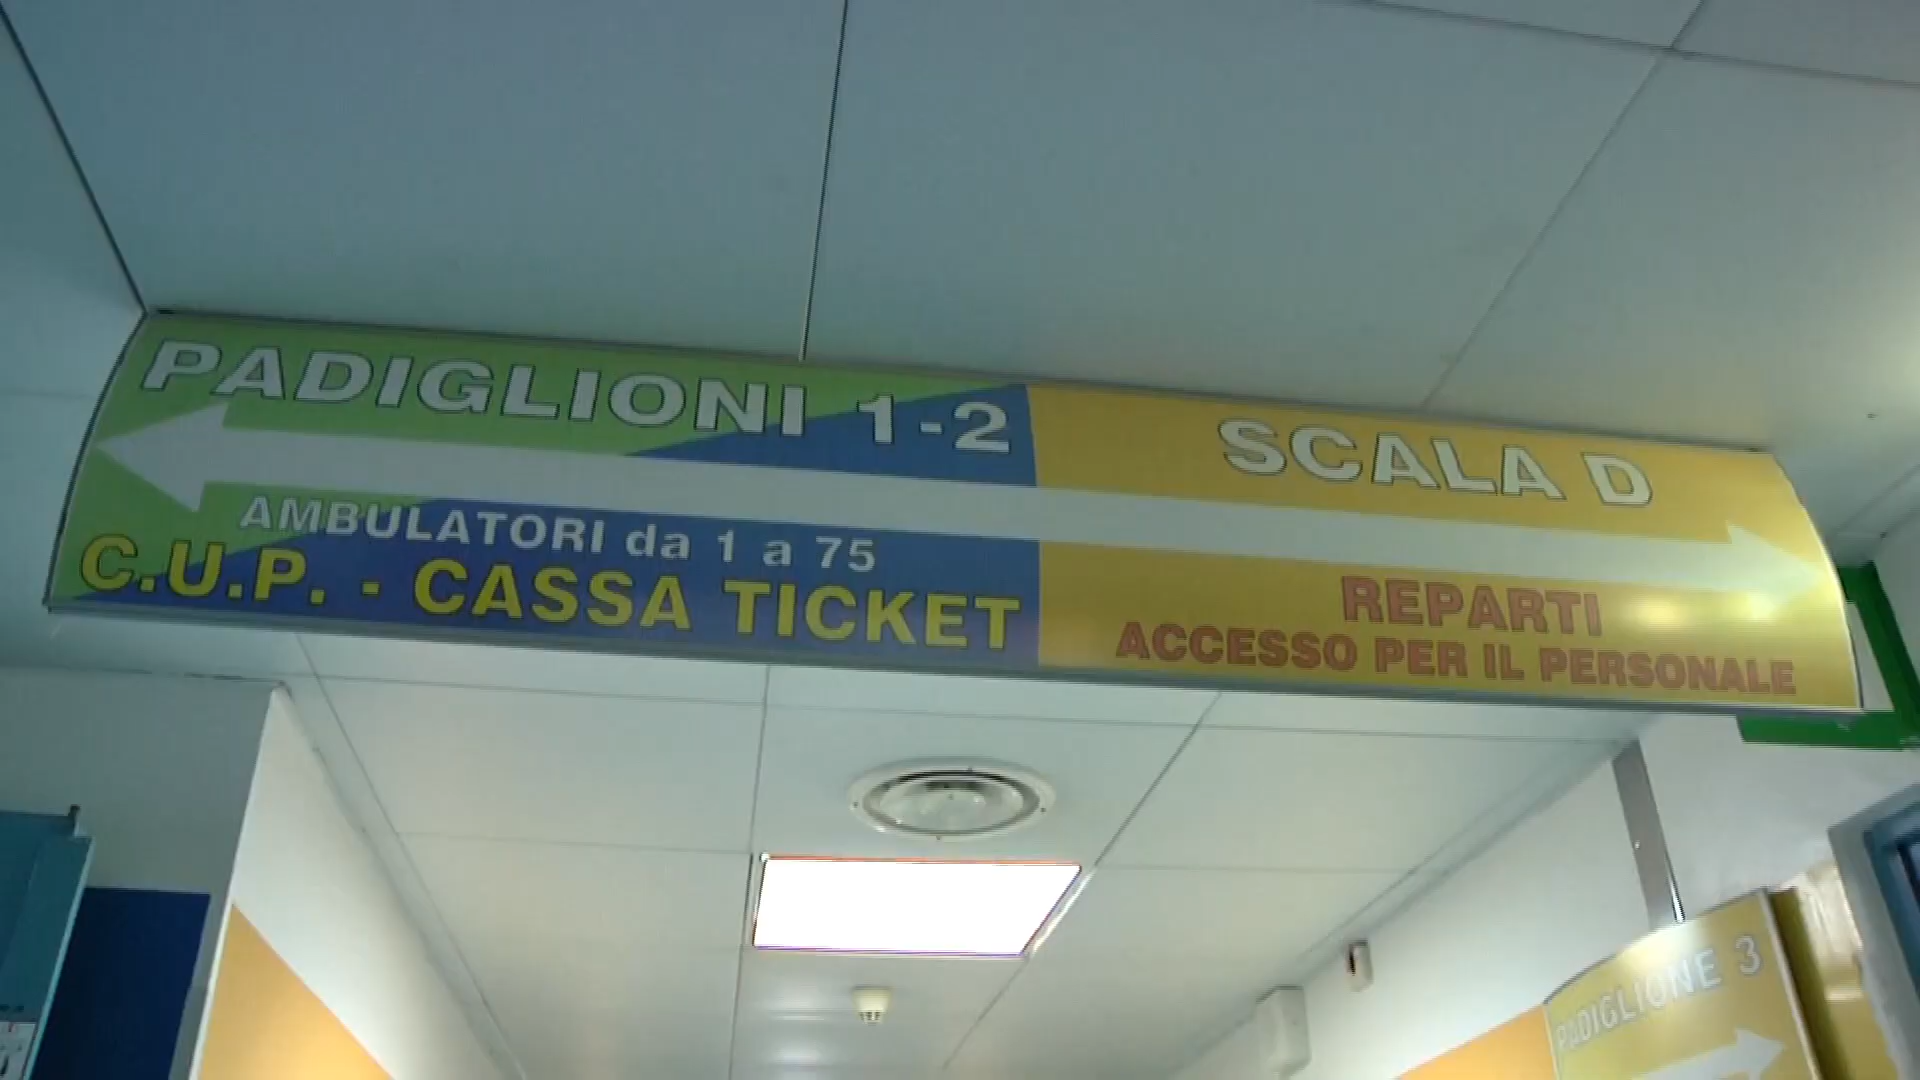 PADIGLIONI 1-2
AMBULATORI da 1 a 75
C.U.P. - CASSA TICKET
SCALA D
REPARTI
ACCESSO PER IL PERSONALE
PADIGLIONE 3